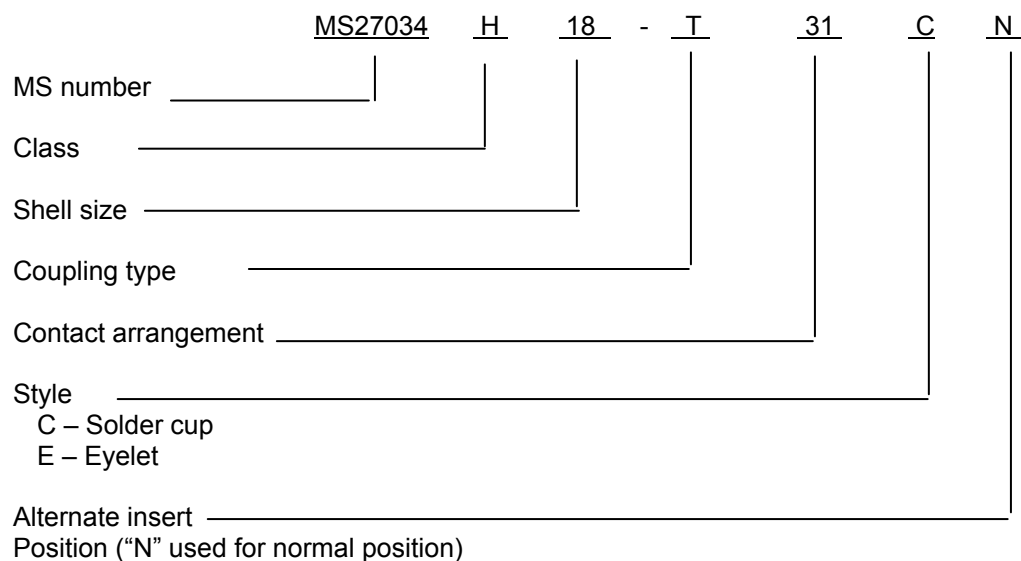 MS27034 H 18 - T 31 C N
MS number
Class
Shell size
Coupling type
Contact arrangement
Style
C – Solder cup
E – Eyelet
Alternate insert
Position (“N” used for normal position)